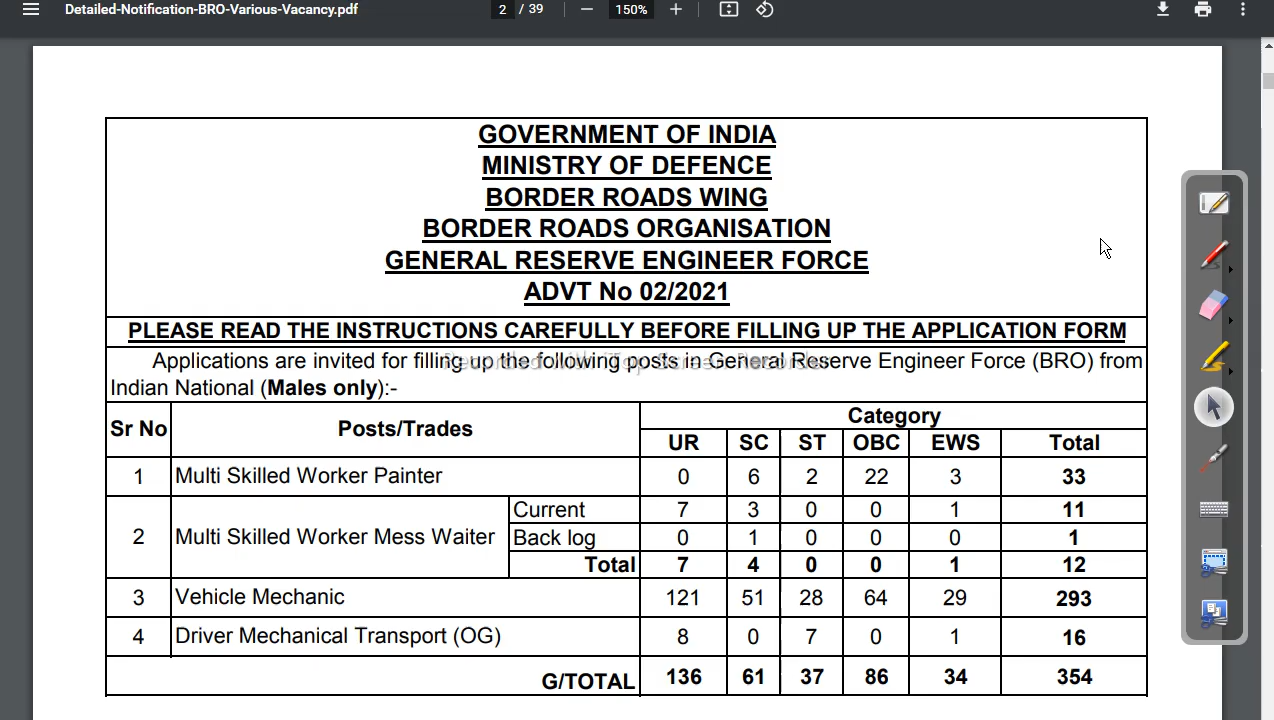 Detailed-Notification-BRO-Various-Vacancy.pdf 2 / 39 150%
GOVERNMENT OF INDIA
MINISTRY OF DEFENCE
BORDER ROADS WING
BORDER ROADS ORGANISATION
GENERAL RESERVE ENGINEER FORCE
ADVT No 02/2021
PLEASE READ THE INSTRUCTIONS CAREFULLY BEFORE FILLING UP THE APPLICATION FORM
Applications are invited for filling up the following posts in General Reserve Engineer Force (BRO) from
Recorded with iTop Screen Recorder
Indian National (Males only):-
Sr No Posts/Trades Category
UR SC ST OBC EWS Total
1 Multi Skilled Worker Painter 0 6 2 22 3 33
2 Multi Skilled Worker Mess Waiter Current 7 3 0 0 1 11
Back log 0 1 0 0 0 1
Total 7 4 0 0 1 12
3 Vehicle Mechanic 121 51 28 64 29 293
4 Driver Mechanical Transport (OG) 8 0 7 0 1 16
G/TOTAL 136 61 37 86 34 354